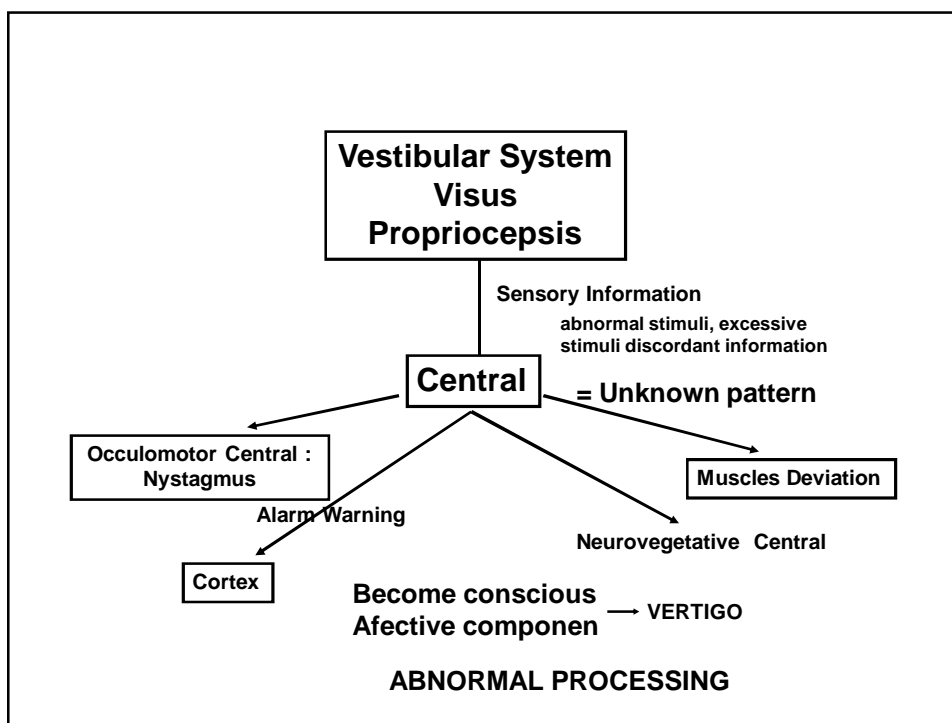 Vestibular System
Visus
Propriocepsis
Sensory Information
abnormal stimuli, excessive
stimuli discordant information
Central
= Unknown pattern
Occulomotor Central :
Nystagmus
Muscles Deviation
Alarm Warning
Neurovegetative Central
Cortex
Become conscious
Afective componen
VERTIGO
ABNORMAL PROCESSING